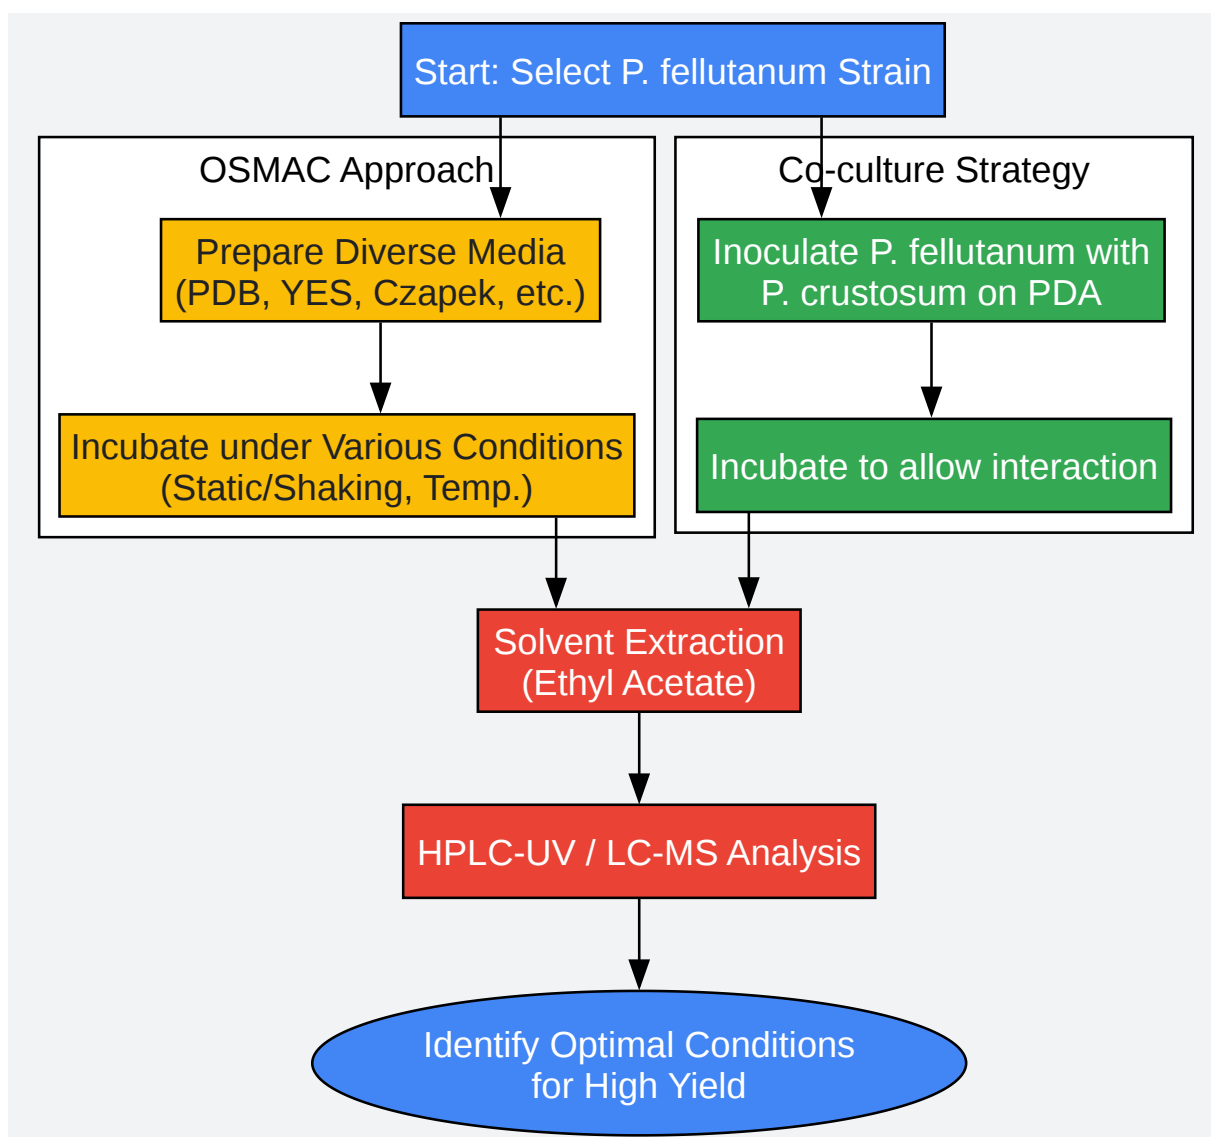 Start: Select P. fellutanum Strain
OSMAC Approach
Prepare Diverse Media
(PDB, YES, Czapek, etc.)
Incubate under Various Conditions
(Static/Shaking, Temp.)
Co-culture Strategy
Inoculate P. fellutanum with
P. crustosum on PDA
Incubate to allow interaction
Solvent Extraction
(Ethyl Acetate)
HPLC-UV / LC-MS Analysis
Identify Optimal Conditions
for High Yield